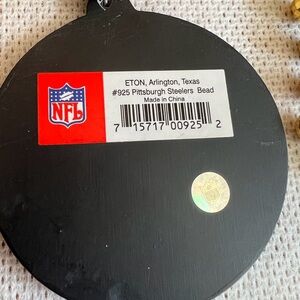 ETON, Arlington, Texas
#925 Pittsburgh Steelers Bead
Made in China
NFL
7 15717 00925 2